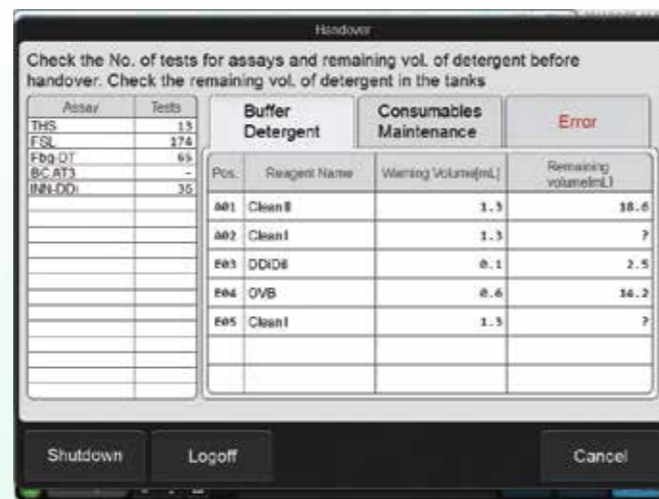 Handover
Check the No. of tests for assays and remaining vol. of detergent before
handover. Check the remaining vol. of detergent in the tanks
Assay Tests
THS 13
FSL 174
Fbg-DT 65
BC.AT3 -
INN-DDi 35
Buffer
Detergent
Consumables
Maintenance
Error
Pos. Reagent Name Warning Volume[mL] Remaining
volume[mL]
A01 Clean II 1.3 18.6
A02 Clean I 1.3 ?
E03 DDiDil 0.1 2.5
E04 OVB 0.6 14.2
E05 Clean I 1.3 ?
Shutdown Logoff Cancel